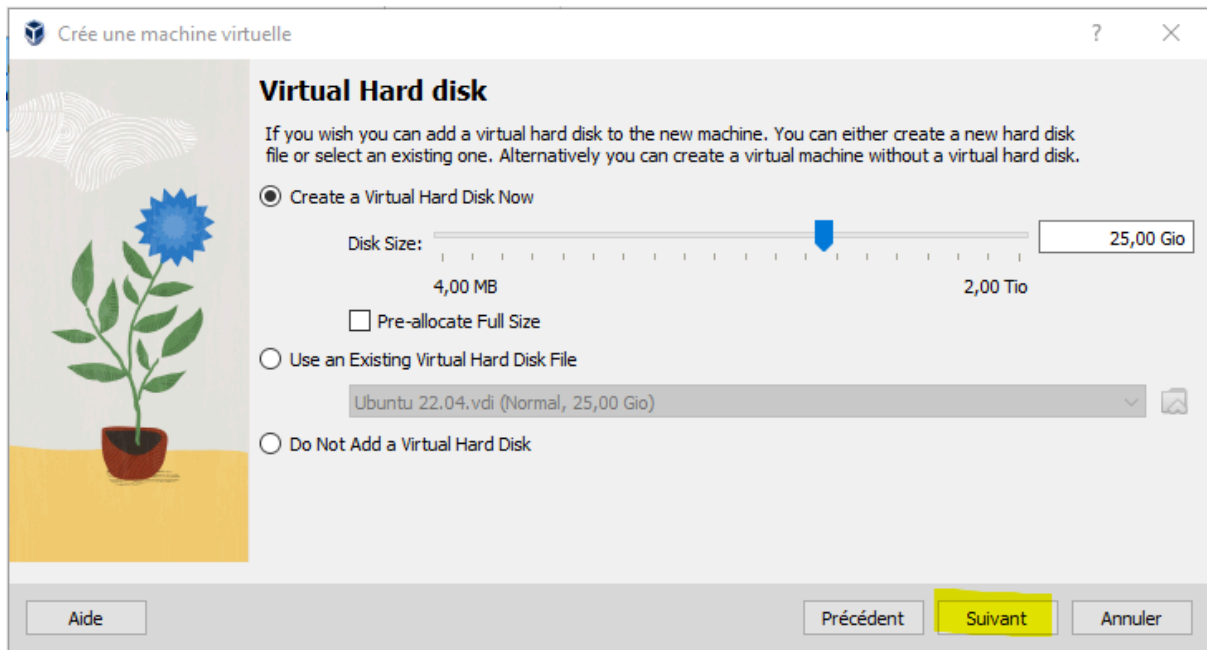 Crée une machine virtuelle
?
Virtual Hard disk
If you wish you can add a virtual hard disk to the new machine. You can either create a new hard disk
file or select an existing one. Alternatively you can create a virtual machine without a virtual hard disk.
Create a Virtual Hard Disk Now
Disk Size: 25,00 Gio
4,00 MB 2,00 Tio
Pre-allocate Full Size
Use an Existing Virtual Hard Disk File
Ubuntu 22.04.vdi (Normal, 25,00 Gio)
Do Not Add a Virtual Hard Disk
Aide Précédent Suivant Annuler